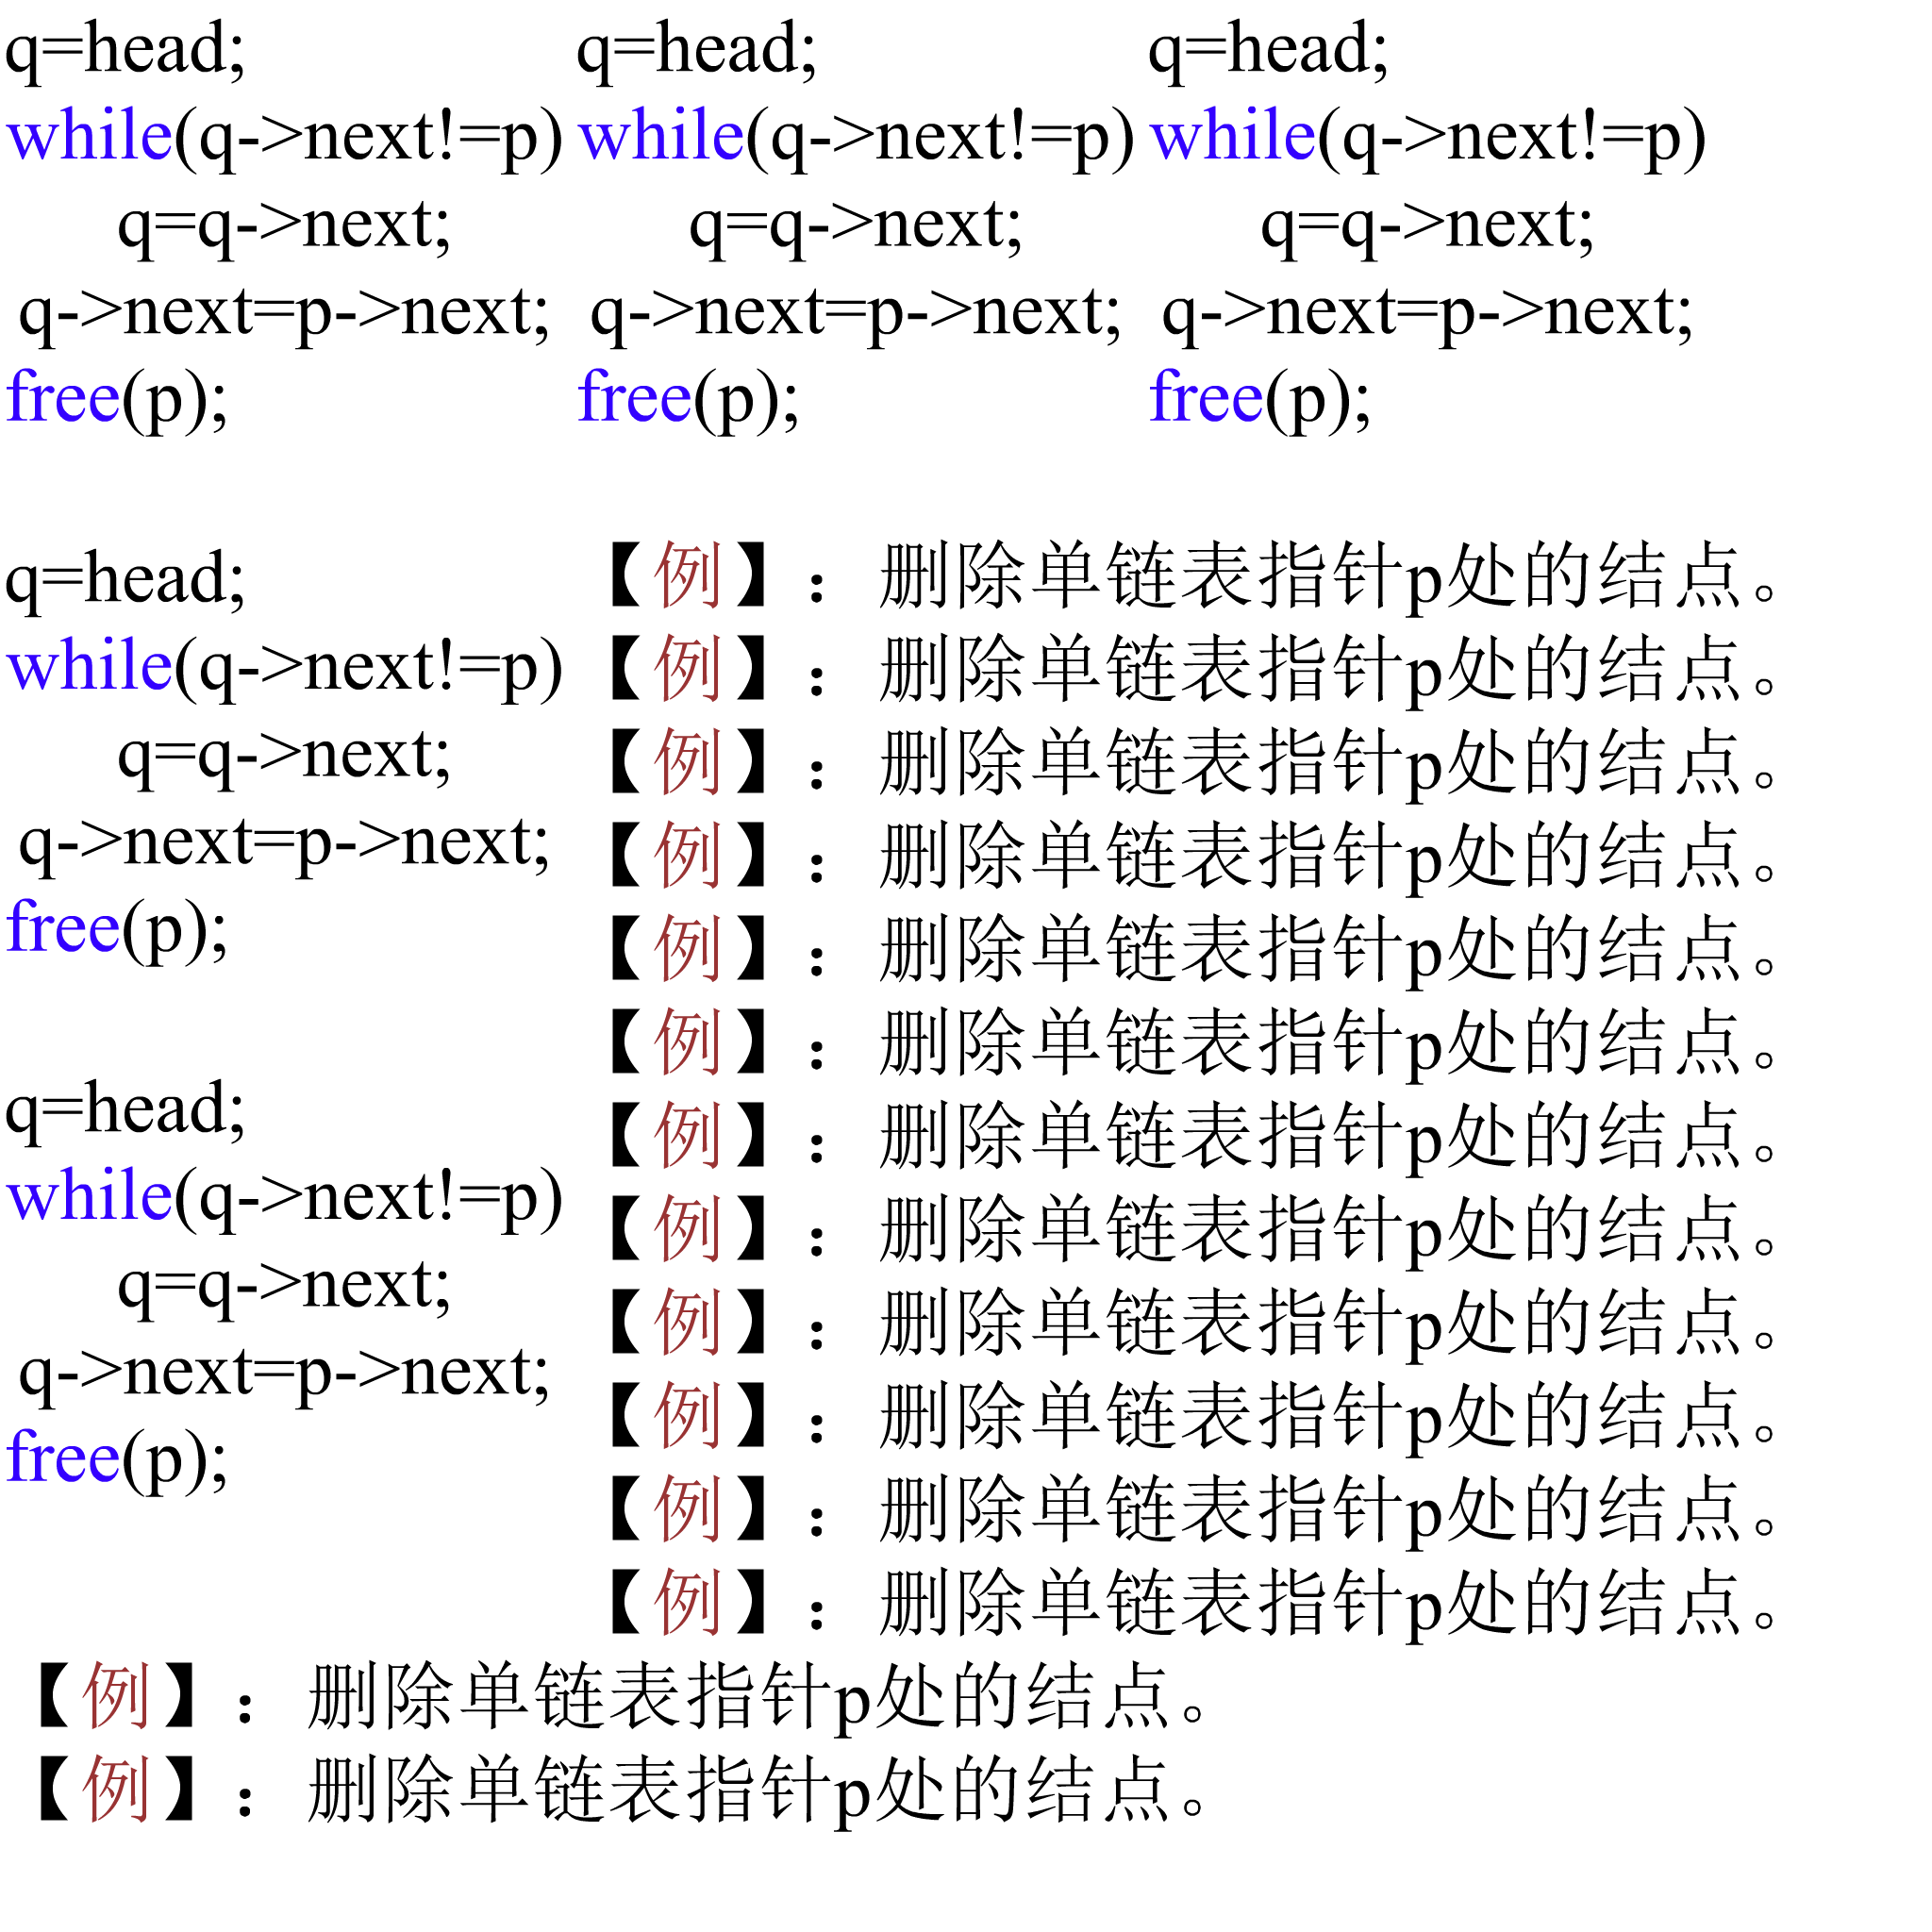 q=head;
while(q->next!=p)
q=q->next;
q->next=p->next;
free(p);
q=head;
while(q->next!=p)
q=q->next;
q->next=p->next;
free(p);
q=head;
while(q->next!=p)
q=q->next;
q->next=p->next;
free(p);
q=head;
while(q->next!=p)
q=q->next;
q->next=p->next;
free(p);
q=head;
while(q->next!=p)
q=q->next;
q->next=p->next;
free(p);
【例】：删除单链表指针p处的结点。
【例】：删除单链表指针p处的结点。
【例】：删除单链表指针p处的结点。
【例】：删除单链表指针p处的结点。
【例】：删除单链表指针p处的结点。
【例】：删除单链表指针p处的结点。
【例】：删除单链表指针p处的结点。
【例】：删除单链表指针p处的结点。
【例】：删除单链表指针p处的结点。
【例】：删除单链表指针p处的结点。
【例】：删除单链表指针p处的结点。
【例】：删除单链表指针p处的结点。
【例】：删除单链表指针p处的结点。
【例】：删除单链表指针p处的结点。